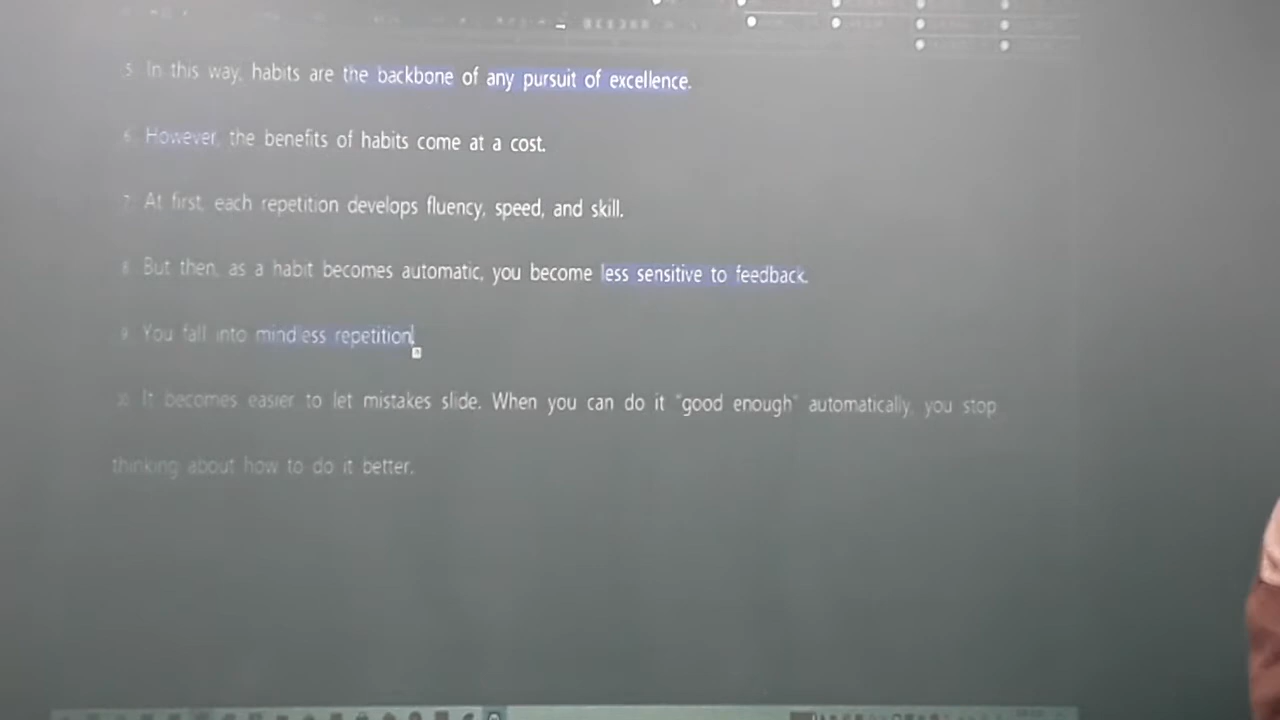 5. In this way, habits are the backbone of any pursuit of excellence.
6. However, the benefits of habits come at a cost.
7. At first, each repetition develops fluency, speed, and skill.
8. But then, as a habit becomes automatic, you become less sensitive to feedback.
9. You fall into mindless repetition.
10. It becomes easier to let mistakes slide. When you can do it "good enough" automatically, you stop
thinking about how to do it better.